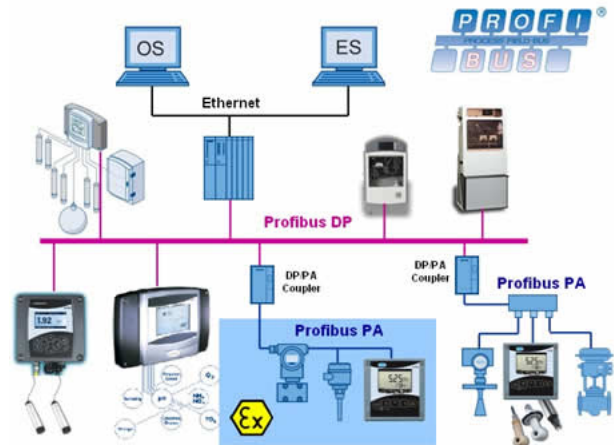 PROFI
®
PROCESS FIELD BUS
BUS
OS
ES
Ethernet
Profibus DP
DP/PA
Coupler
DP/PA
Coupler
Profibus PA
Profibus PA
1.92
5.25
5.25
Ex
pH